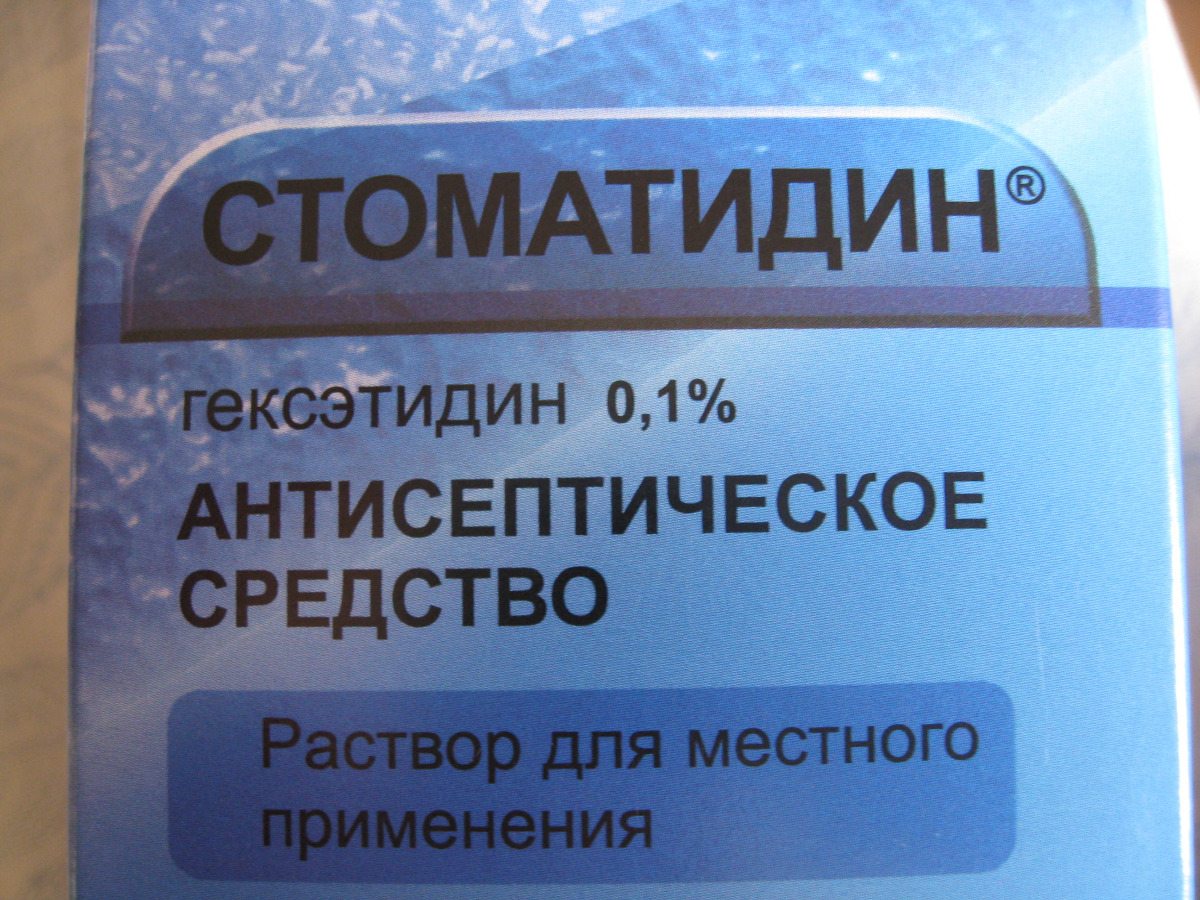 СТОМАТИДИН®
гексэтидин 0,1%
АНТИСЕПТИЧЕСКОЕ
СРЕДСТВО
Раствор для местного
применения